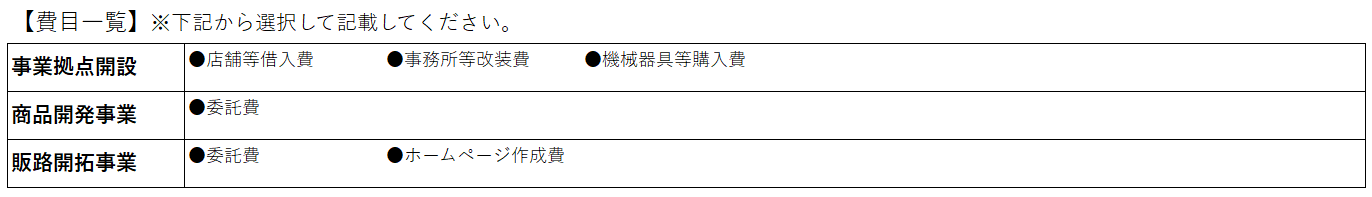 【費目一覧】※下記から選択して記載してください。
事業拠点開設 ●店舗等借入費 ●事務所等改装費 ●機械器具等購入費
商品開発事業 ●委託費
販路開拓事業 ●委託費 ●ホームページ作成費